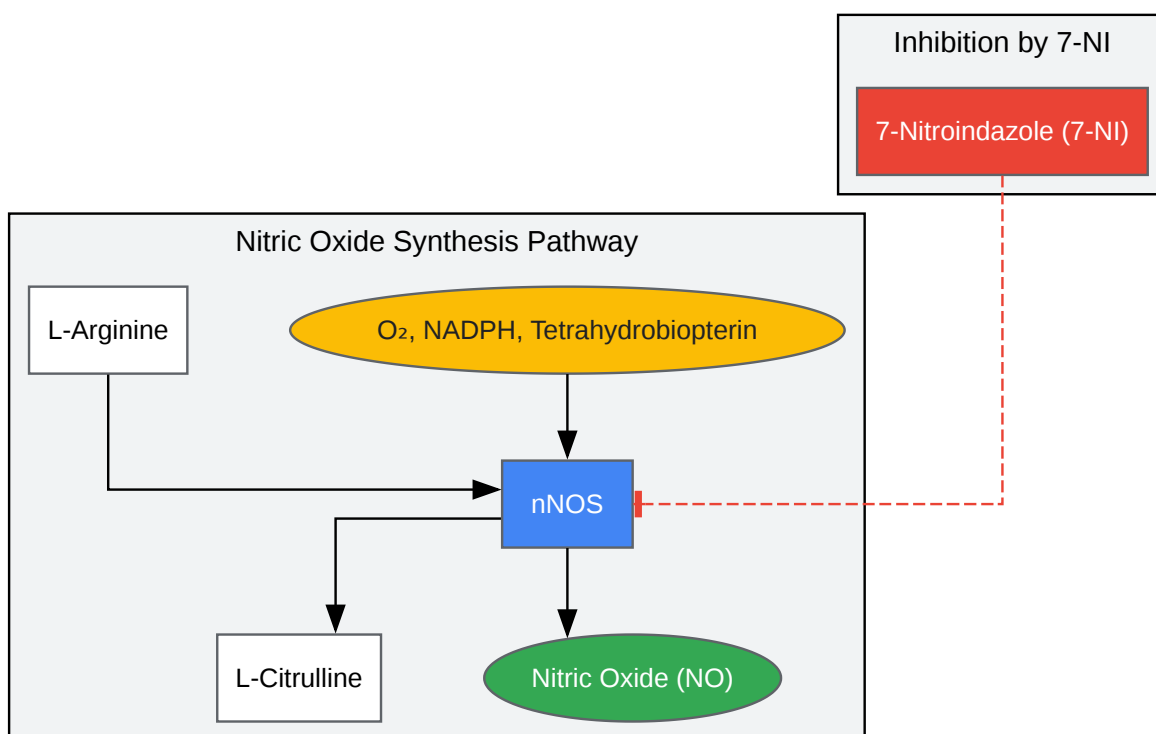 Inhibition by 7-NI
7-Nitroindazole (7-NI)
Nitric Oxide Synthesis Pathway
L-Arginine
O₂, NADPH, Tetrahydrobiopterin
nNOS
L-Citrulline
Nitric Oxide (NO)